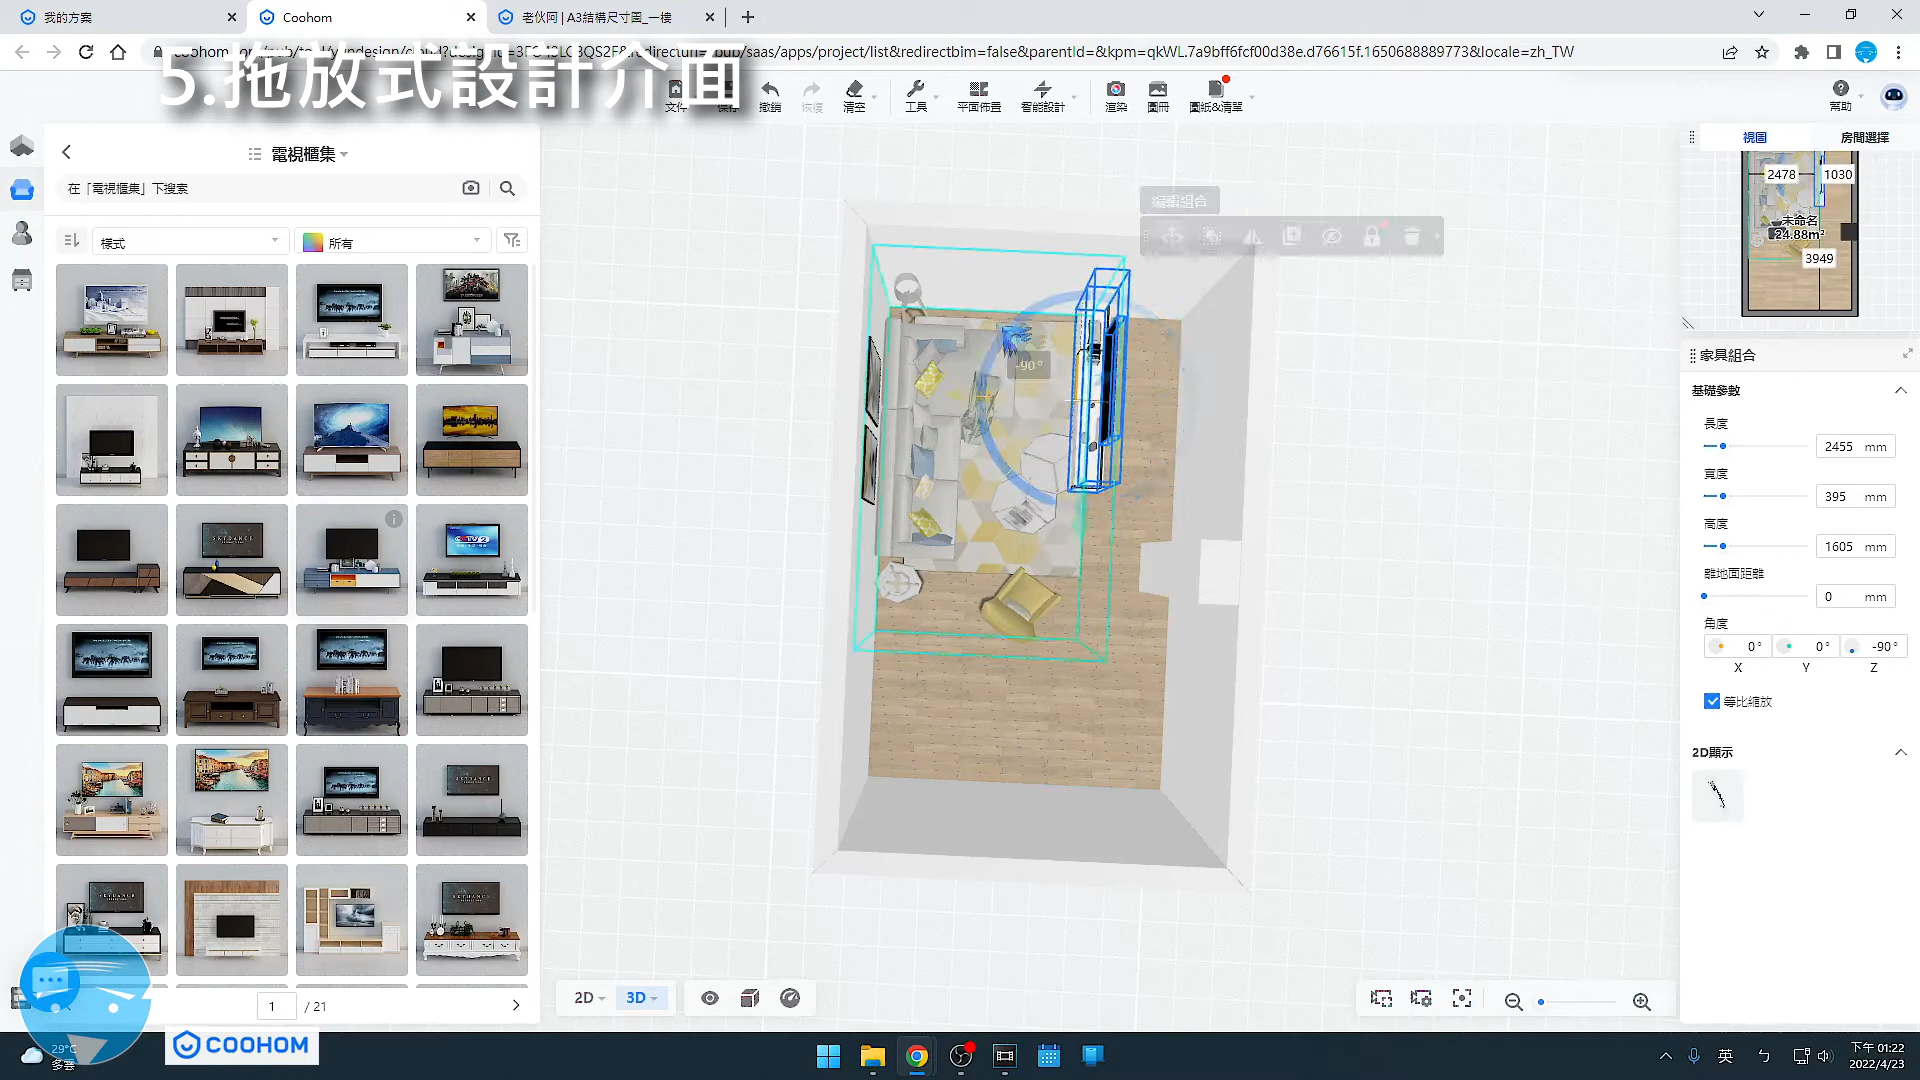 我的方案
Coohom
老伙阿 | A3結構尺寸圖_一樓
5.拖放式設計介面
文件
撤銷
恢復
清空
工具
平面佈置
智能設計
渲染
圖冊
圖紙&清單
幫助
電視櫃集
在「電視櫃集」下搜索
樣式
所有
編輯組合
-90°
視圖
房間選擇
2478
1030
未命名
24.88m²
3949
家具組合
基礎參數
長度
2455 mm
寬度
395 mm
高度
1605 mm
離地面距離
0 mm
角度
0° 0° -90°
X Y Z
等比缩放
2D顯示
1 / 21
2D
3D
COOHOM
29°C
多雲
英
下午 01:22
2022/4/23